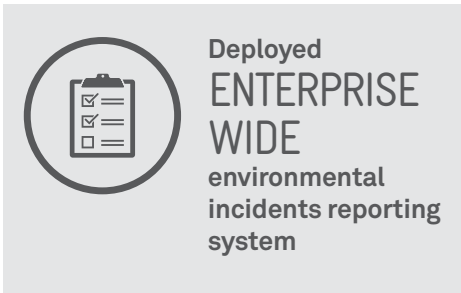 Deployed
ENTERPRISE
WIDE
environmental
incidents reporting
system